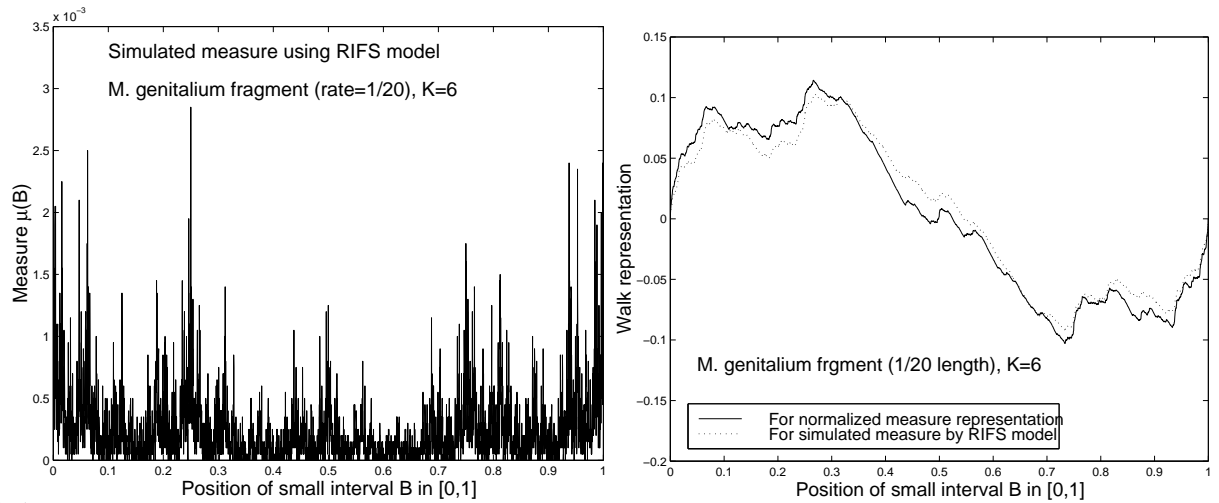 x 10⁻³
3.5
3
2.5
2
1.5
1
0.5
0
Measure μ(B)
Simulated measure using RIFS model
M. genitalium fragment (rate=1/20), K=6
0 0.1 0.2 0.3 0.4 0.5 0.6 0.7 0.8 0.9 1
Position of small interval B in [0,1]
0.15
0.1
0.05
0
−0.05
−0.1
−0.15
−0.2
Walk representation
M. genitalium frgment (1/20 length), K=6
For normalized measure representation
For simulated measure by RIFS model
0 0.1 0.2 0.3 0.4 0.5 0.6 0.7 0.8 0.9 1
Position of small interval B in [0,1]